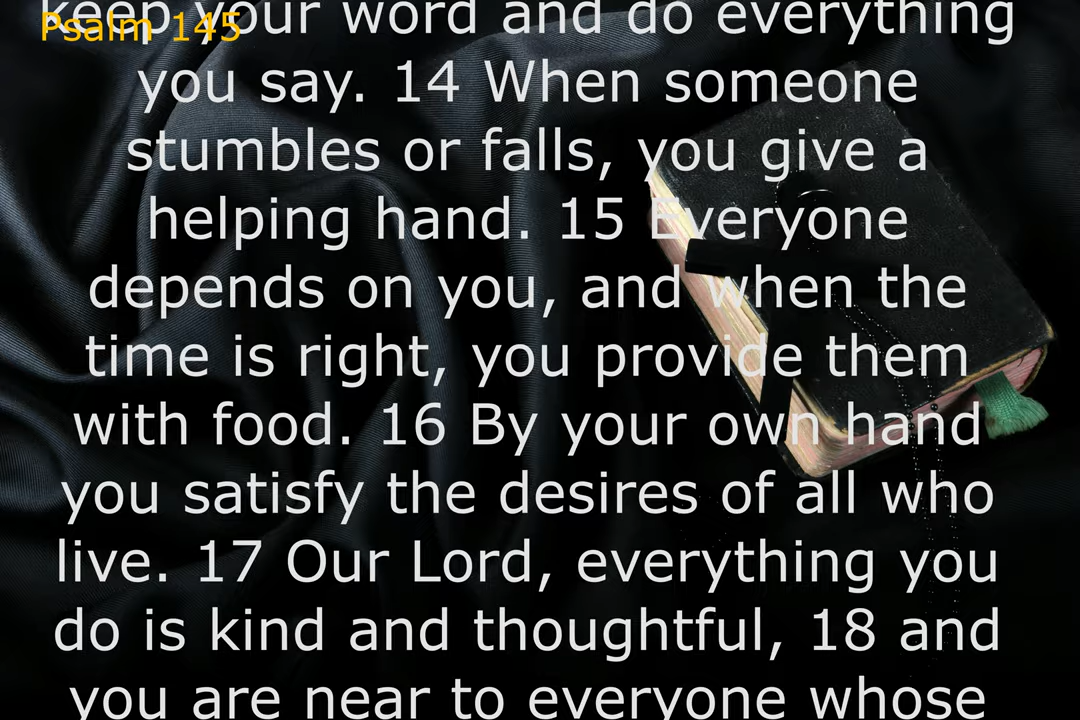 Psalm 145
keep your word and do everything
you say. 14 When someone
stumbles or falls, you give a
helping hand. 15 Everyone
depends on you, and when the
time is right, you provide them
with food. 16 By your own hand
you satisfy the desires of all who
live. 17 Our Lord, everything you
do is kind and thoughtful, 18 and
you are near to everyone whose